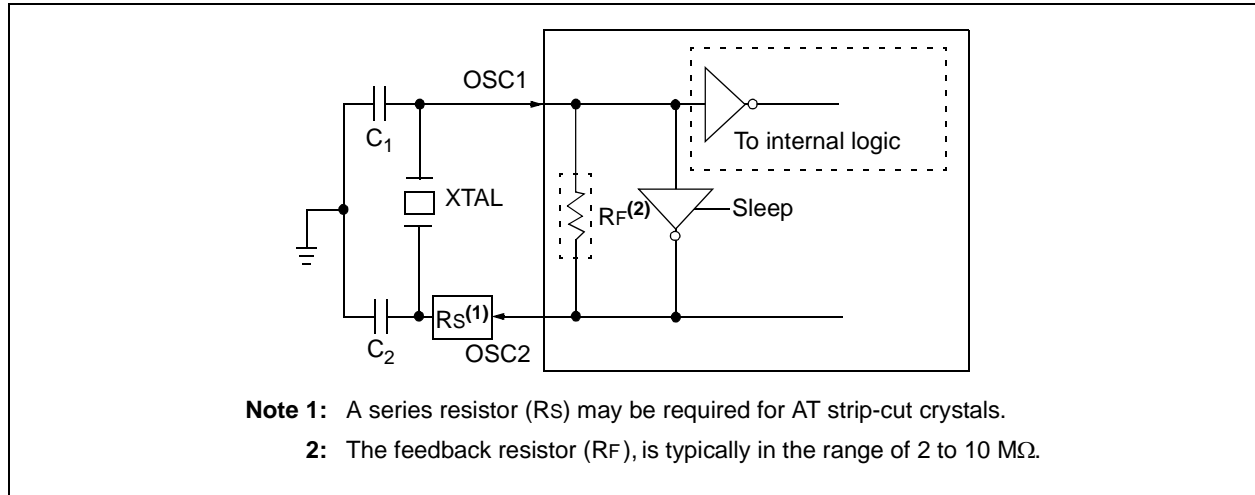 OSC1
C1
To internal logic
XTAL
RF(2)
Sleep
RS(1)
C2
OSC2
Note 1: A series resistor (RS) may be required for AT strip-cut crystals.
2: The feedback resistor (RF), is typically in the range of 2 to 10 MΩ.